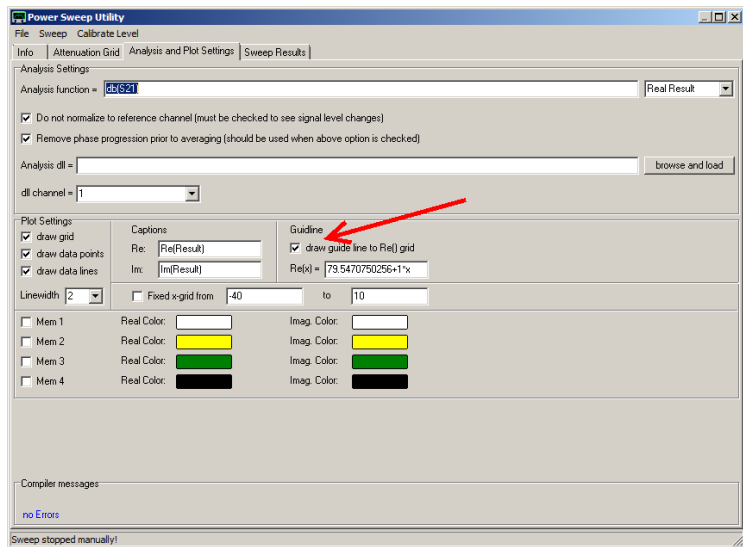 Power Sweep Utility
File Sweep Calibrate Level
Info Attenuation Grid Analysis and Plot Settings Sweep Results
Analysis Settings
Analysis function = db(S21) Real Result
Do not normalize to reference channel (must be checked to see signal level changes)
Remove phase progression prior to averaging (should be used when above option is checked)
Analysis dll = browse and load
dll channel = 1
Plot Settings
draw grid
draw data points
draw data lines
Linewidth 2
Captions
Re: Re(Result)
Im: Im(Result)
Guidline
draw guide line to Re() grid
Re(x) = 79.5470750256+1*x
Fixed x-grid from -40 to 10
Mem 1 Real Color: Imag. Color:
Mem 2 Real Color: Imag. Color:
Mem 3 Real Color: Imag. Color:
Mem 4 Real Color: Imag. Color:
Compiler messages
no Errors
Sweep stopped manually!